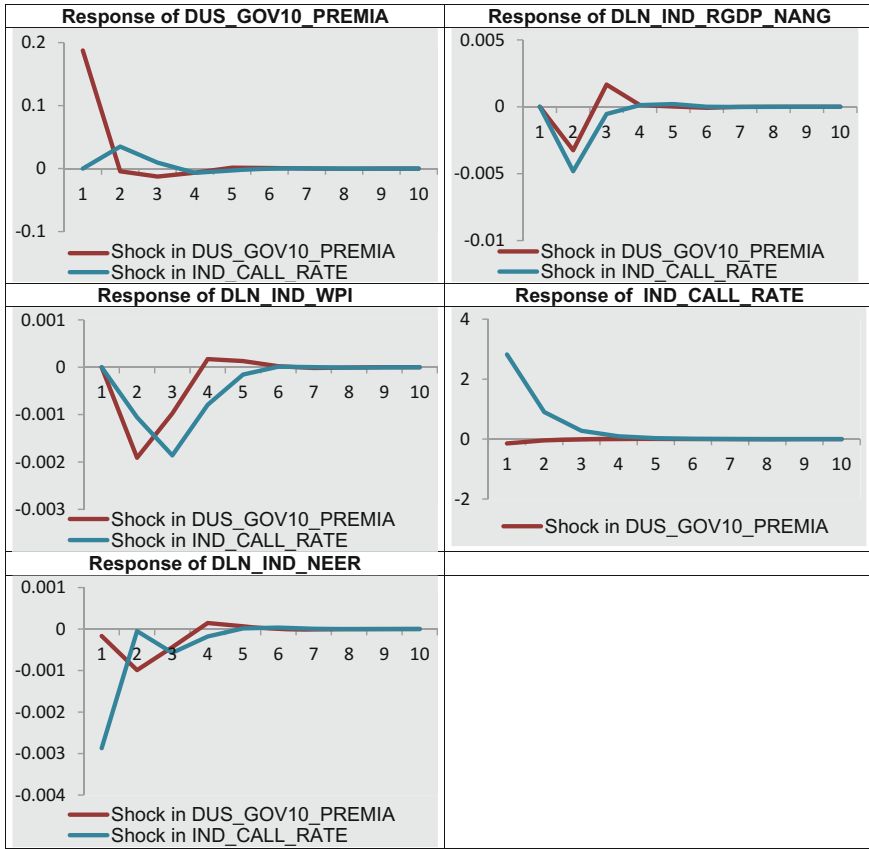 Response of DUS_GOV10_PREMIA
0.2
0.1
0
-0.1
1 2 3 4 5 6 7 8 9 10
Shock in DUS_GOV10_PREMIA
Shock in IND_CALL_RATE
Response of DLN_IND_RGDP_NANG
0.005
0
-0.005
-0.01
1 2 3 4 5 6 7 8 9 10
Shock in DUS_GOV10_PREMIA
Shock in IND_CALL_RATE
Response of DLN_IND_WPI
0.001
0
-0.001
-0.002
-0.003
1 2 3 4 5 6 7 8 9 10
Shock in DUS_GOV10_PREMIA
Shock in IND_CALL_RATE
Response of IND_CALL_RATE
4
2
0
-2
1 2 3 4 5 6 7 8 9 10
Shock in DUS_GOV10_PREMIA
Response of DLN_IND_NEER
0.001
0
-0.001
-0.002
-0.003
-0.004
1 2 3 4 5 6 7 8 9 10
Shock in DUS_GOV10_PREMIA
Shock in IND_CALL_RATE